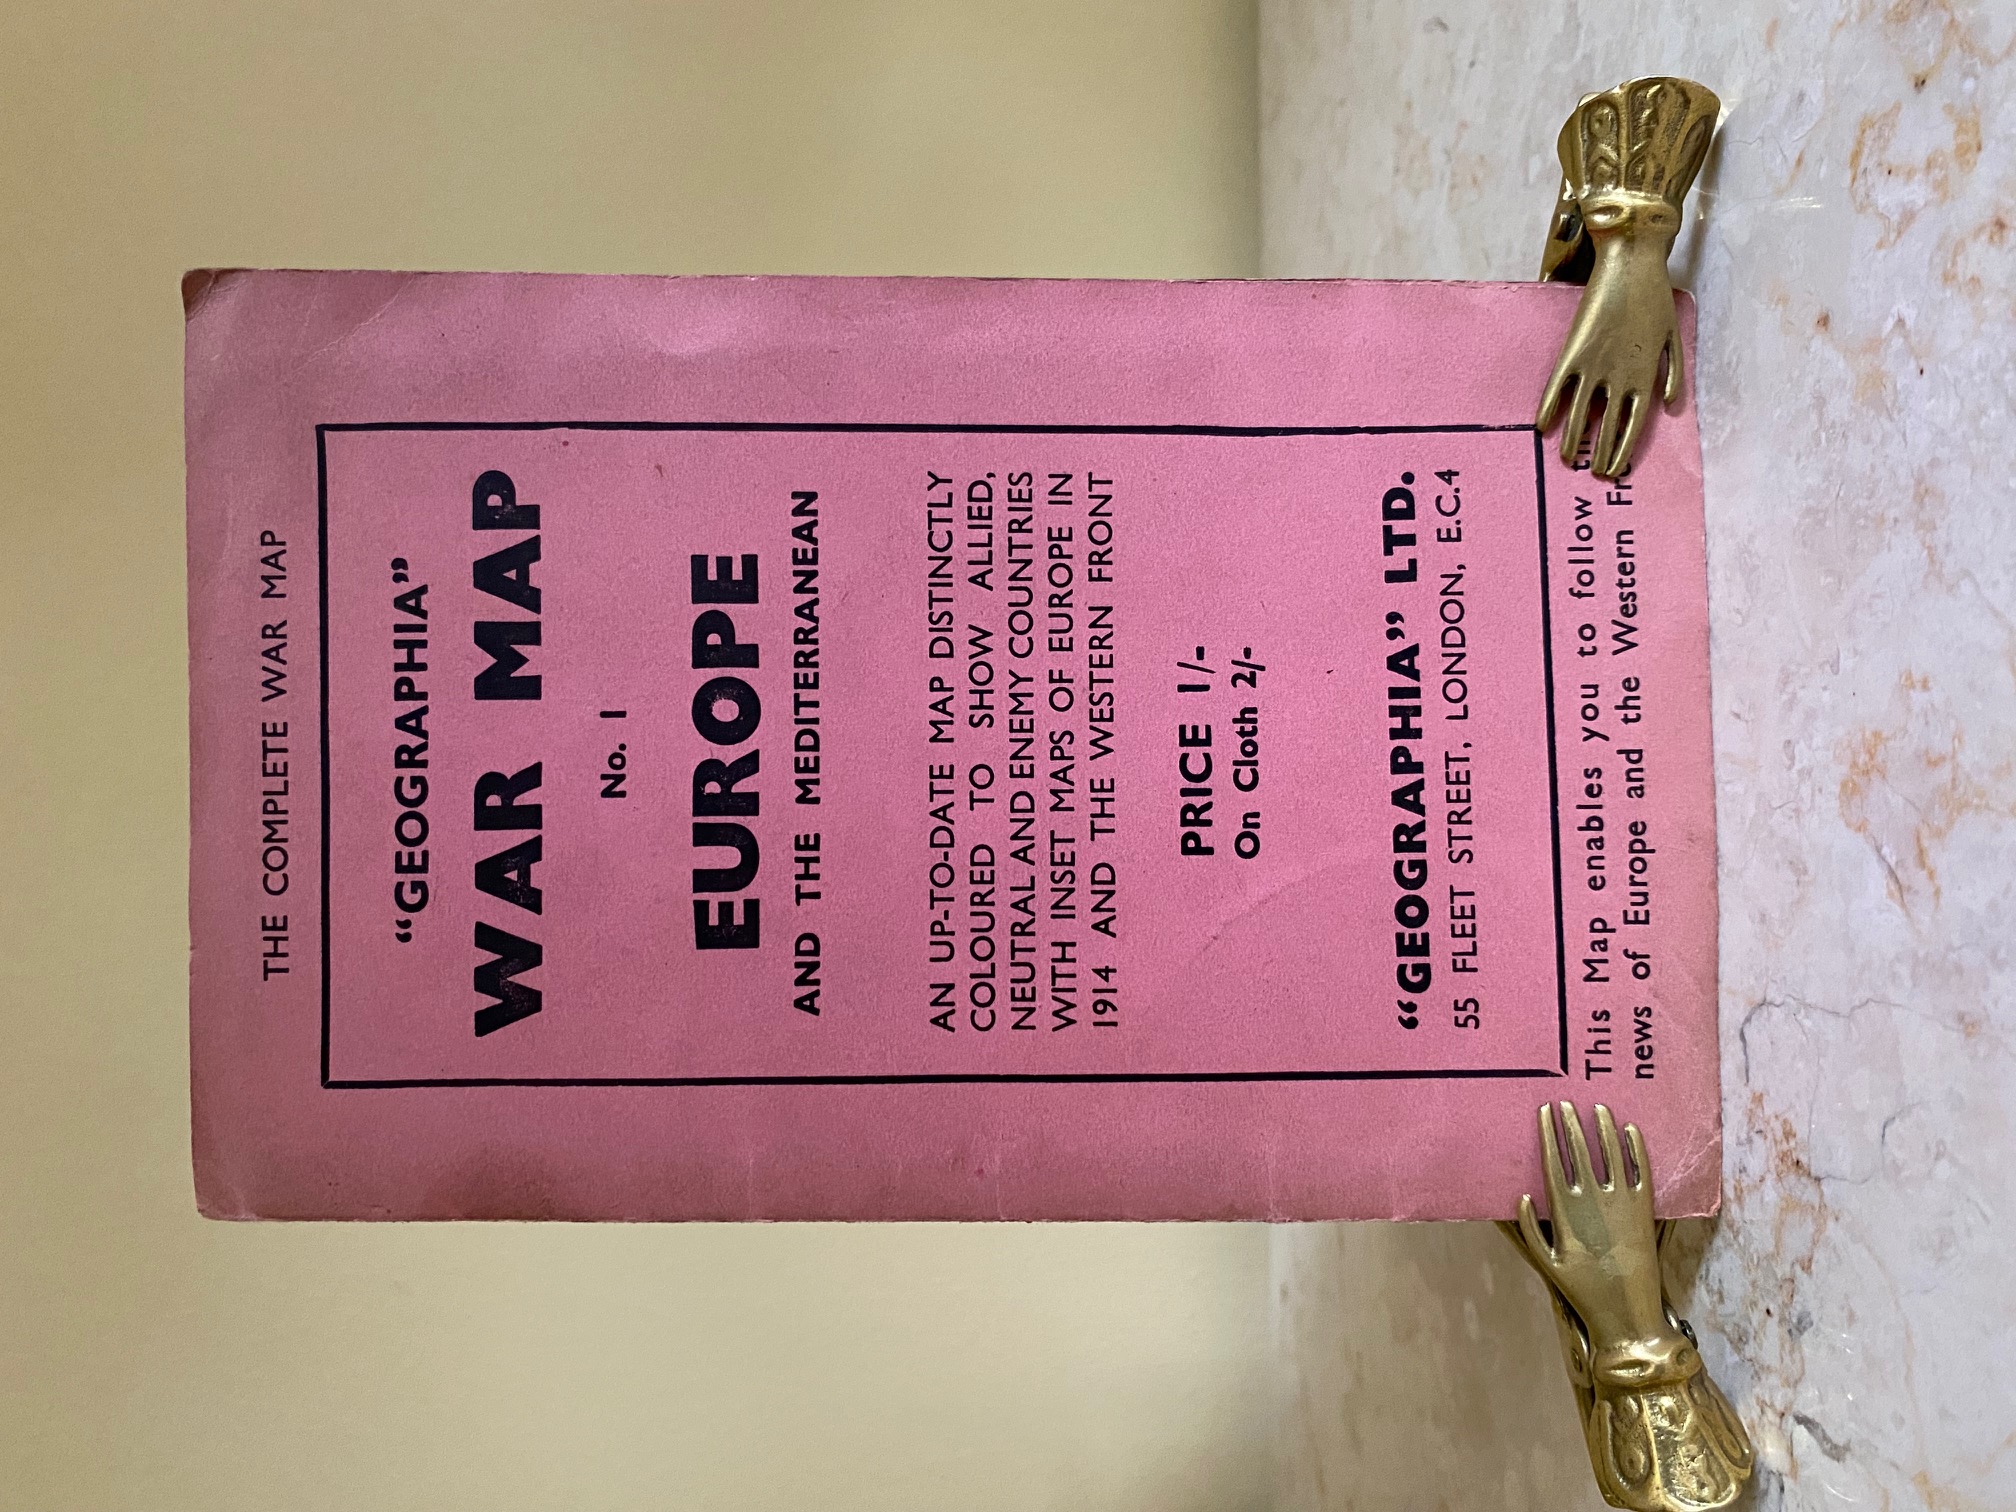 THE COMPLETE WAR MAP
"GEOGRAPHIA"
WAR MAP
No. 1
EUROPE
AND THE MEDITERRANEAN
AN UP-TO-DATE MAP DISTINCTLY
COLOURED TO SHOW ALLIED,
NEUTRAL AND ENEMY COUNTRIES
WITH INSET MAPS OF EUROPE IN
1914 AND THE WESTERN FRONT
PRICE 1/-
On Cloth 2/-
"GEOGRAPHIA" LTD.
55 FLEET STREET, LONDON, E.C.4
This Map enables you to follow
news of Europe and the Western